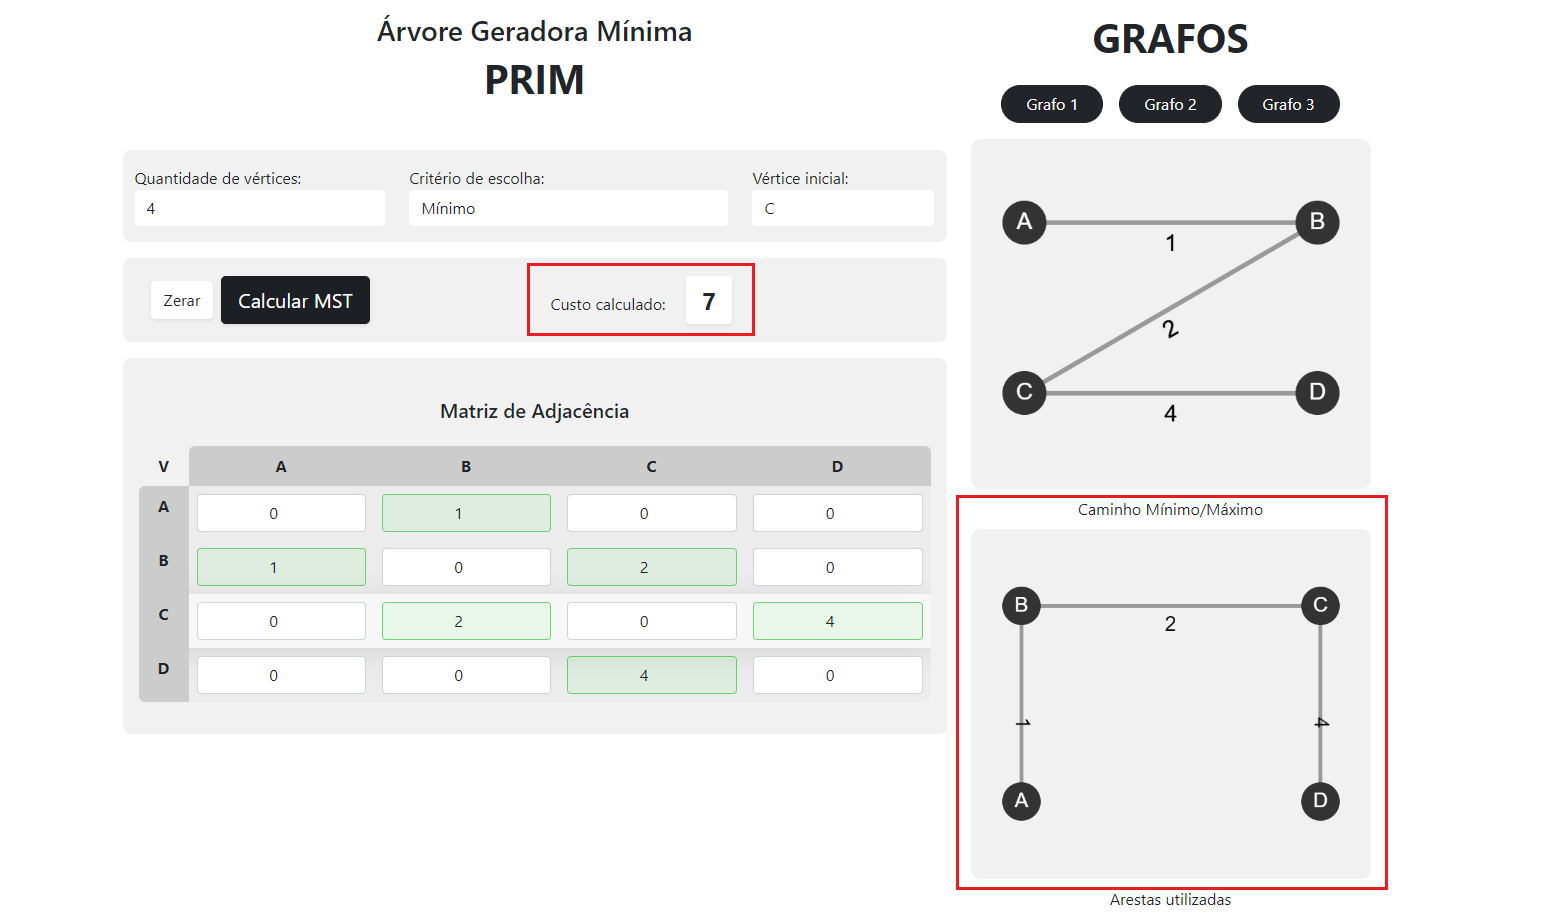 Árvore Geradora Mínima
PRIM
Quantidade de vértices:
4
Critério de escolha:
Mínimo
Vértice inicial:
C
Zerar
Calcular MST
Custo calculado:
7
Matriz de Adjacência
V A B C D
A 0 1 0 0
B 1 0 2 0
C 0 2 0 4
D 0 0 4 0
GRAFOS
Grafo 1
Grafo 2
Grafo 3
A B
1
2
C D
4
Caminho Mínimo/Máximo
B C
2
1 4
A D
Arestas utilizadas